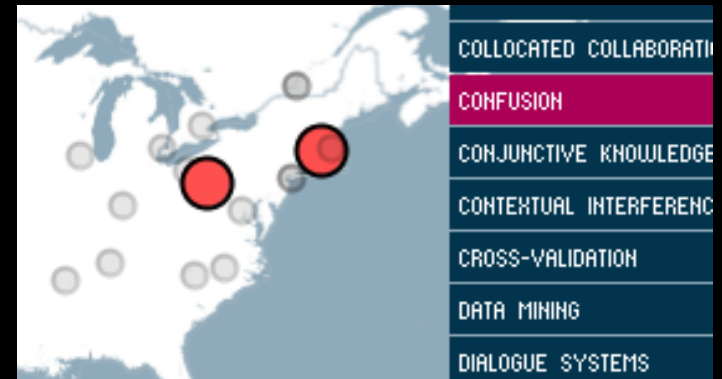 COLLOCATED COLLABORATI
CONFUSION
CONJUNCTIVE KNOWLEDGE
CONTEXTUAL INTERFERENC
CROSS-VALIDATION
DATA MINING
DIALOGUE SYSTEMS